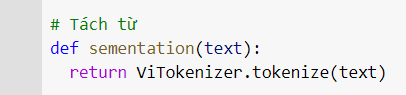 # Tách từ
def sementation(text):
  return ViTokenizer.tokenize(text)